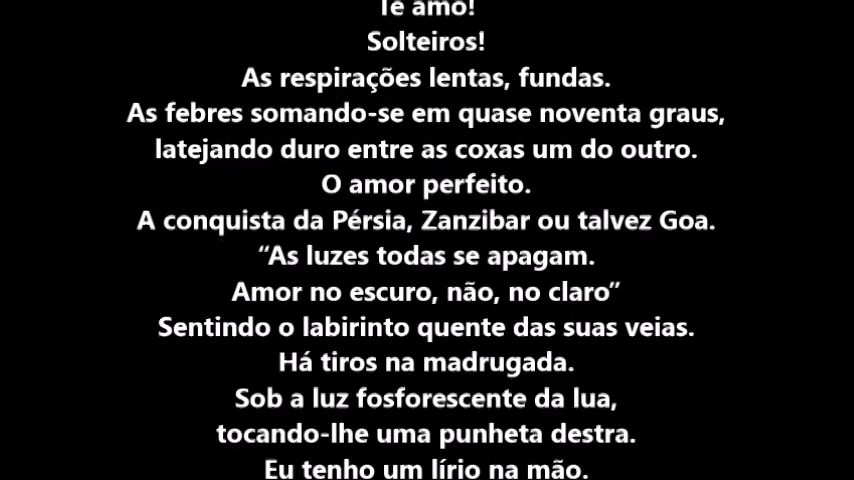 Te amo!
Solteiros!
As respirações lentas, fundas.
As febres somando-se em quase noventa graus,
latejando duro entre as coxas um do outro.
O amor perfeito.
A conquista da Pérsia, Zanzibar ou talvez Goa.
“As luzes todas se apagam.
Amor no escuro, não, no claro”
Sentindo o labirinto quente das suas veias.
Há tiros na madrugada.
Sob a luz fosforescente da lua,
tocando-lhe uma punheta destra.
Eu tenho um lírio na mão.